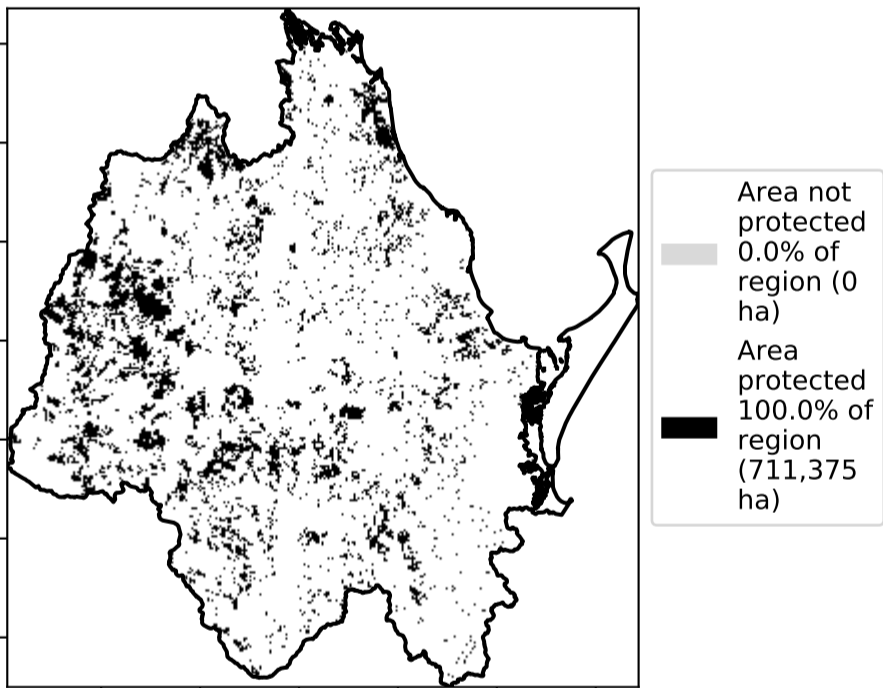 Area not
protected
0.0% of
region (0
ha)
Area
protected
100.0% of
region
(711,375
ha)